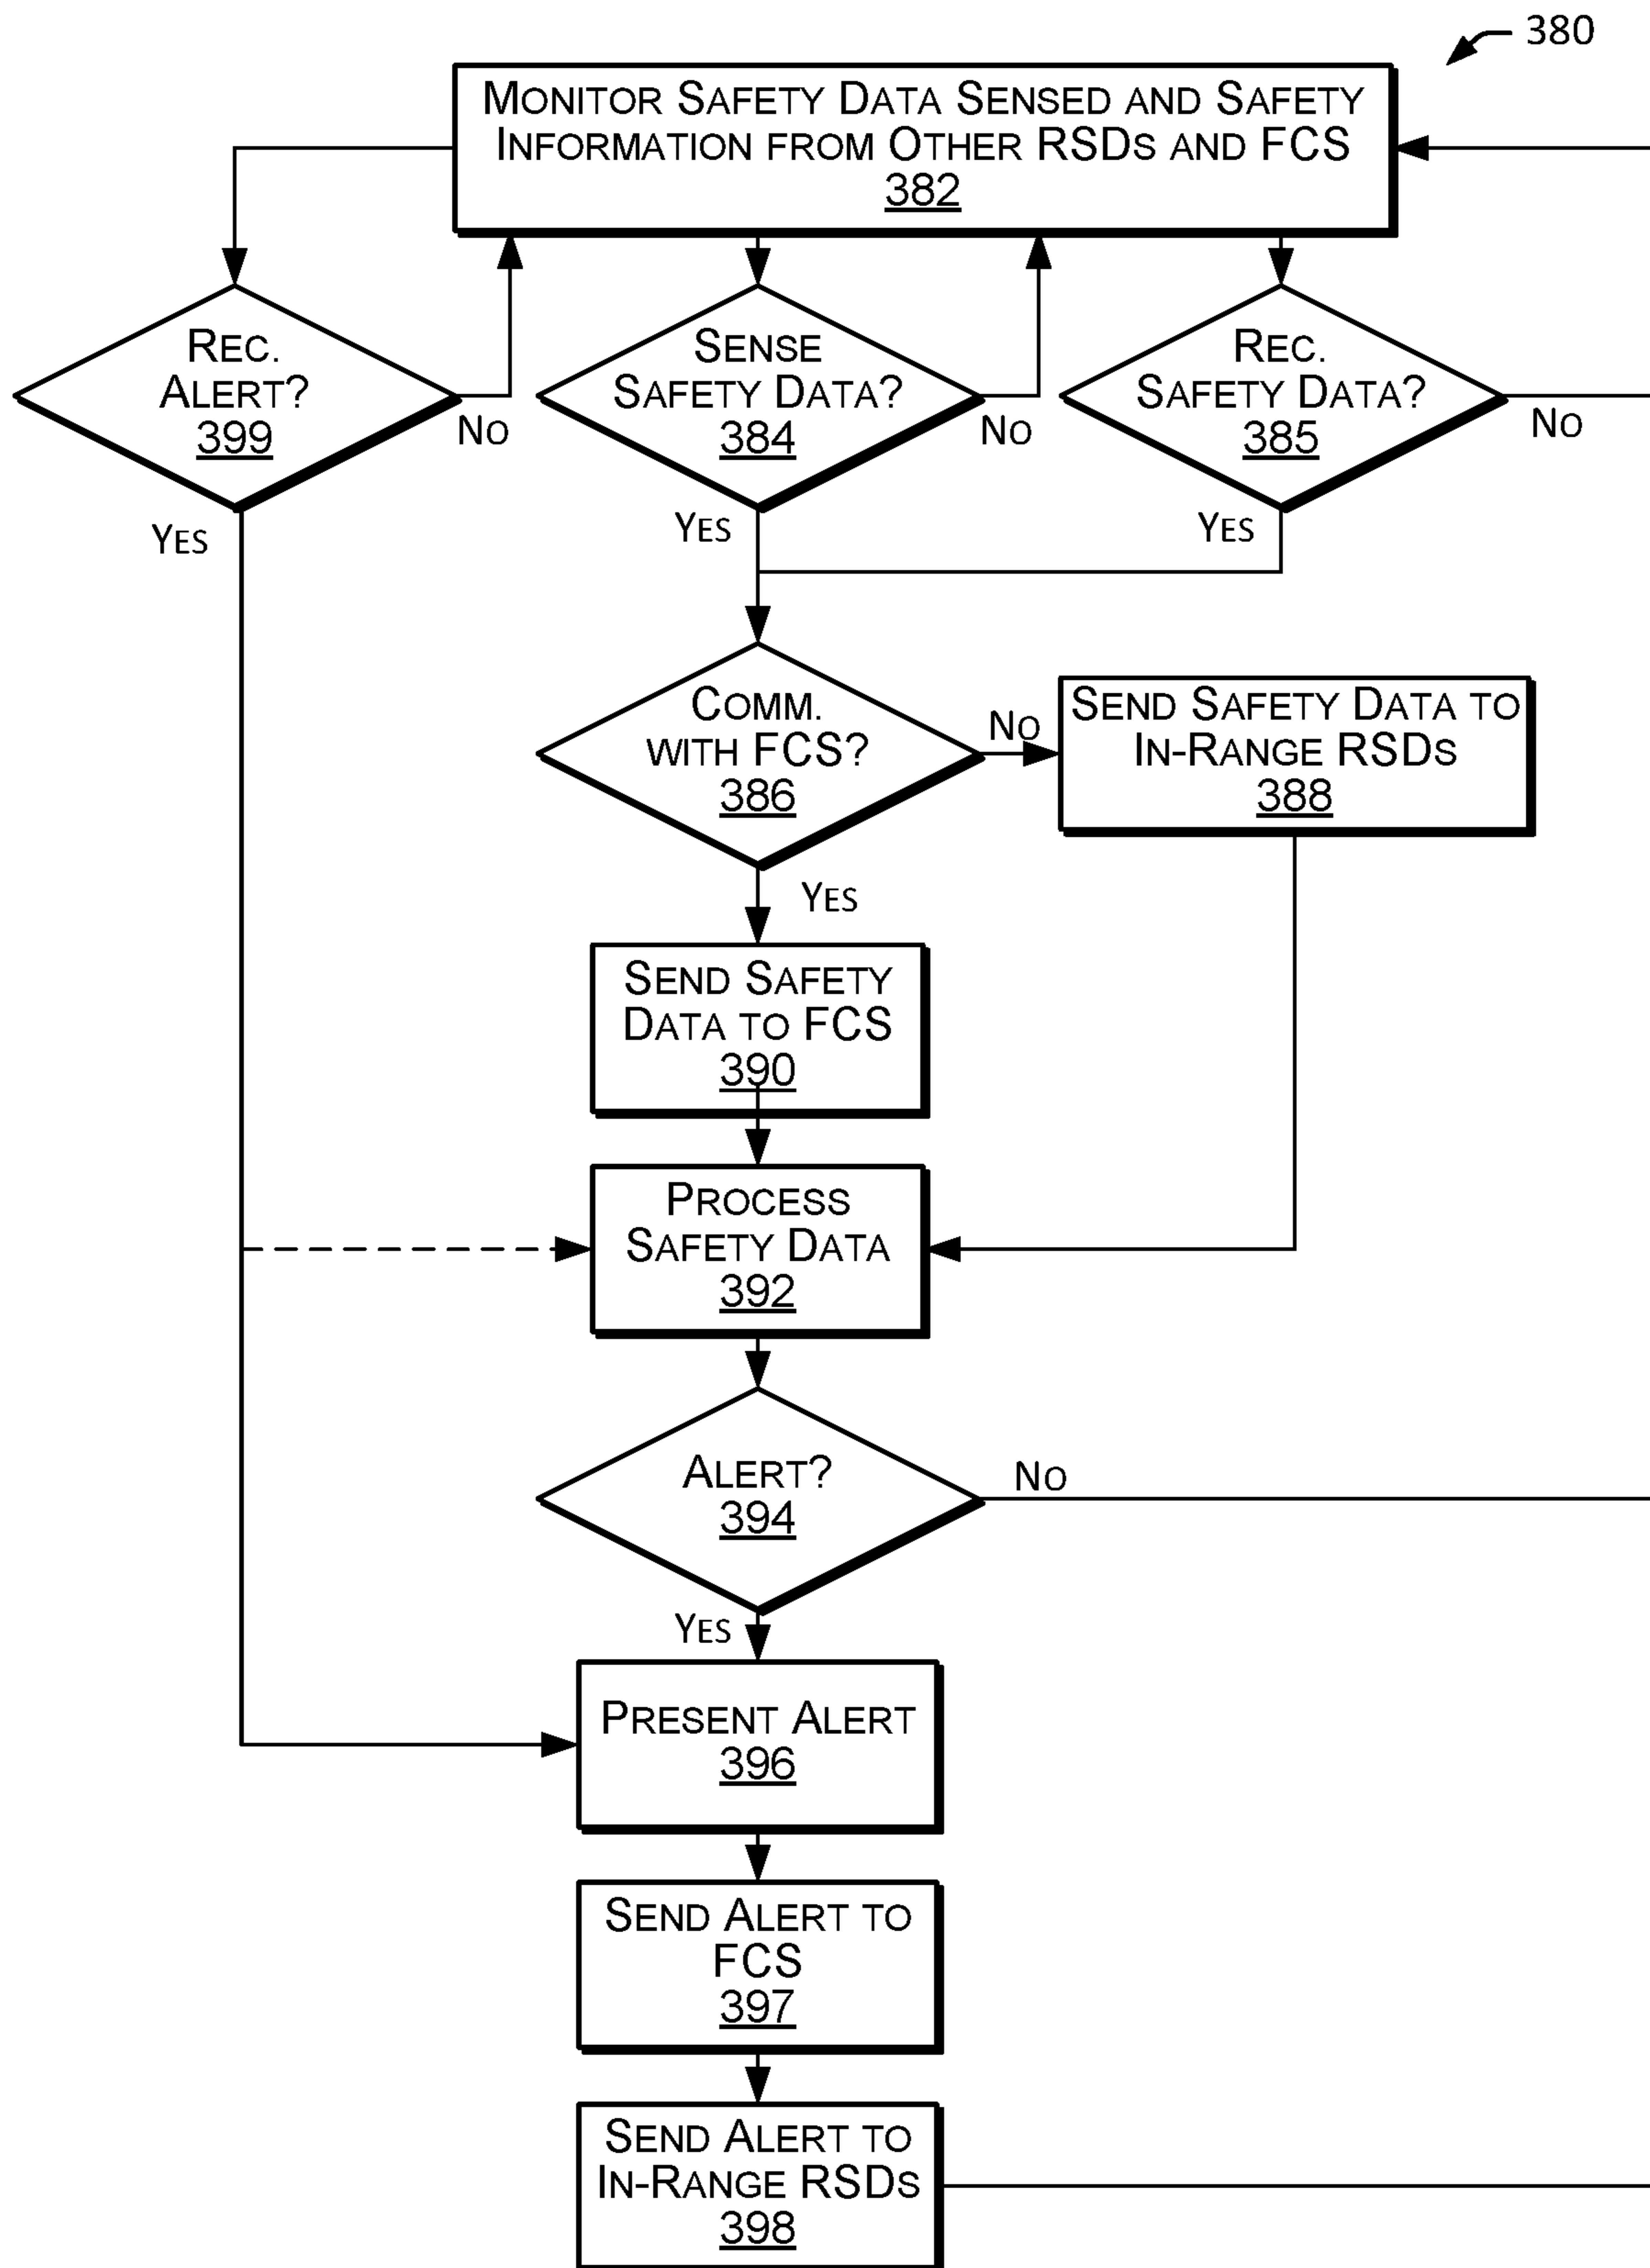 380
MONITOR SAFETY DATA SENSED AND SAFETY
INFORMATION FROM OTHER RSDS AND FCS
382
REC.
ALERT?
399
NO
SENSE
SAFETY DATA?
384
NO
REC.
SAFETY DATA?
385
NO
YES
YES
YES
COMM.
WITH FCS?
386
NO
SEND SAFETY DATA TO
IN-RANGE RSDS
388
YES
SEND SAFETY
DATA TO FCS
390
PROCESS
SAFETY DATA
392
ALERT?
394
NO
YES
PRESENT ALERT
396
SEND ALERT TO
FCS
397
SEND ALERT TO
IN-RANGE RSDS
398